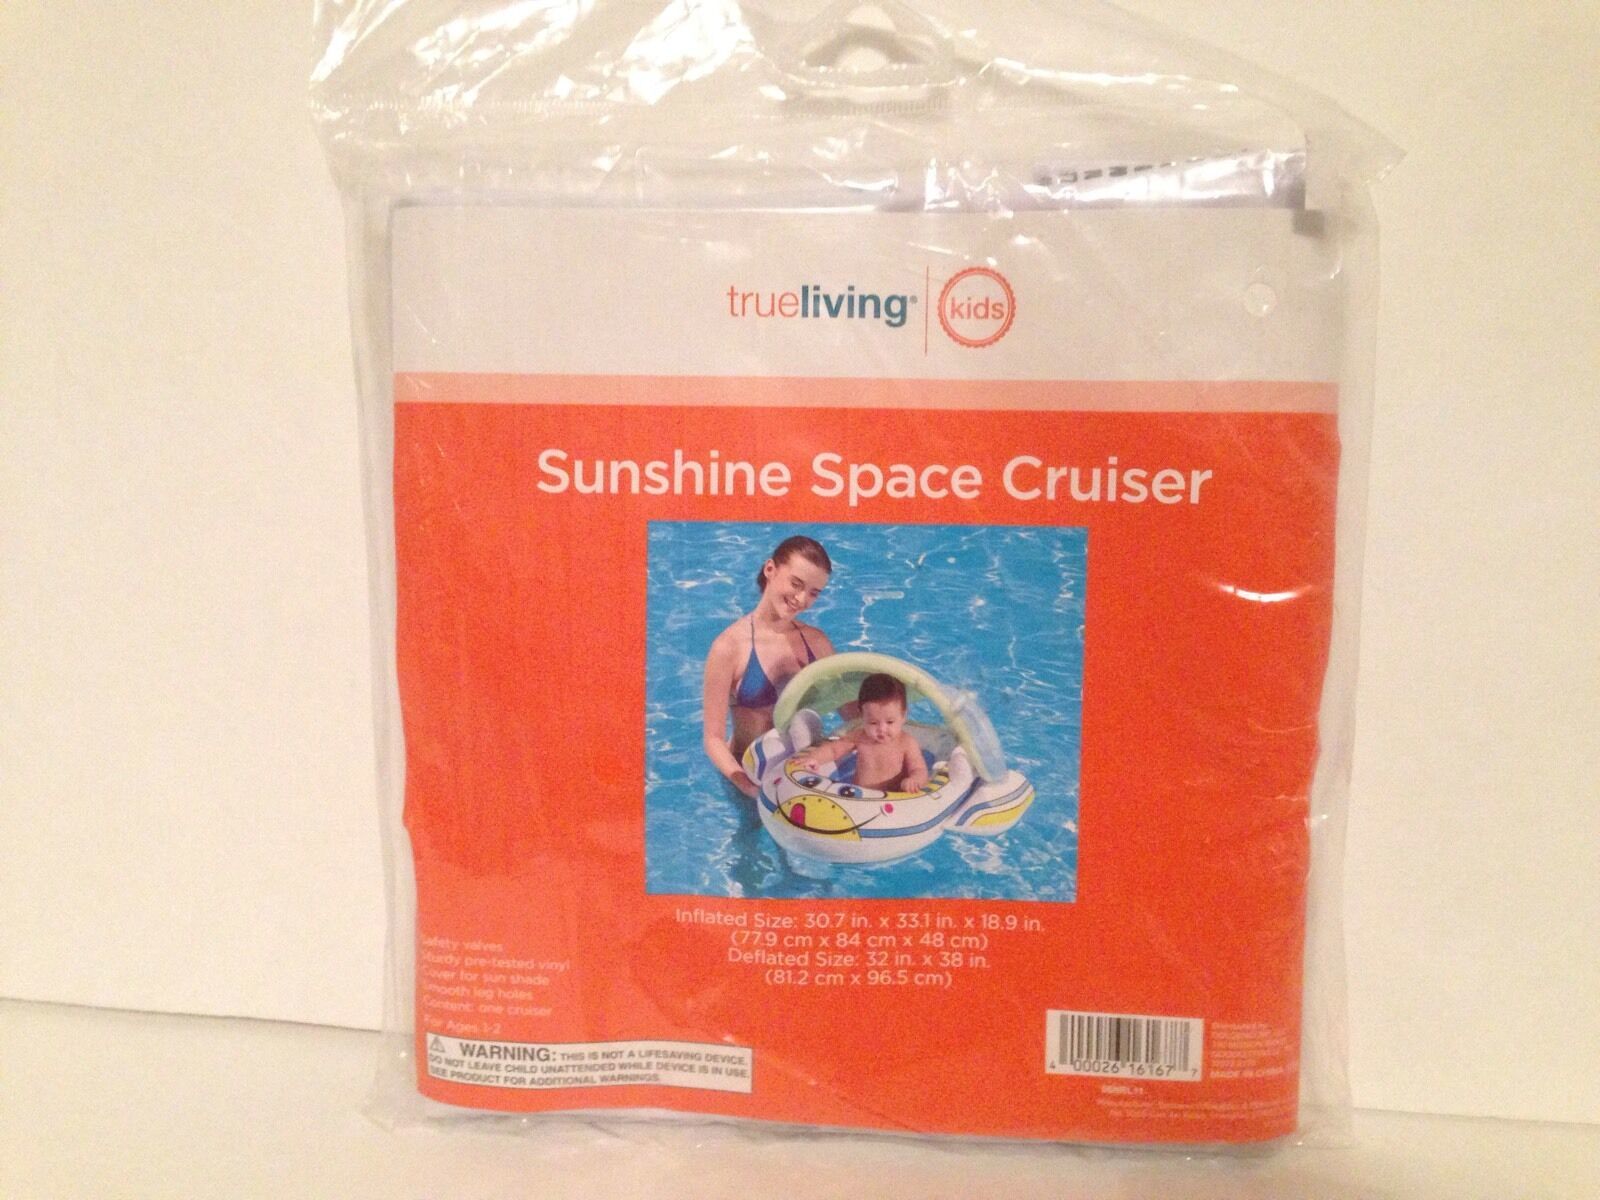 trueliving®
kids
Sunshine Space Cruiser
Inflated Size: 30.7 in. x 33.1 in. x 18.9 in.
(77.9 cm x 84 cm x 48 cm)
Deflated Size: 32 in. x 38 in.
(81.2 cm x 96.5 cm)
Safety valves
Sturdy pre-tested vinyl
Cover for sun shade
Smooth leg holes
Content: one cruiser
For Ages 1-2
WARNING: THIS IS NOT A LIFESAVING DEVICE.
DO NOT LEAVE CHILD UNATTENDED WHILE DEVICE IS IN USE.
SEE PRODUCT FOR ADDITIONAL WARNINGS.
4 00026 16167 7
MADE IN CHINA